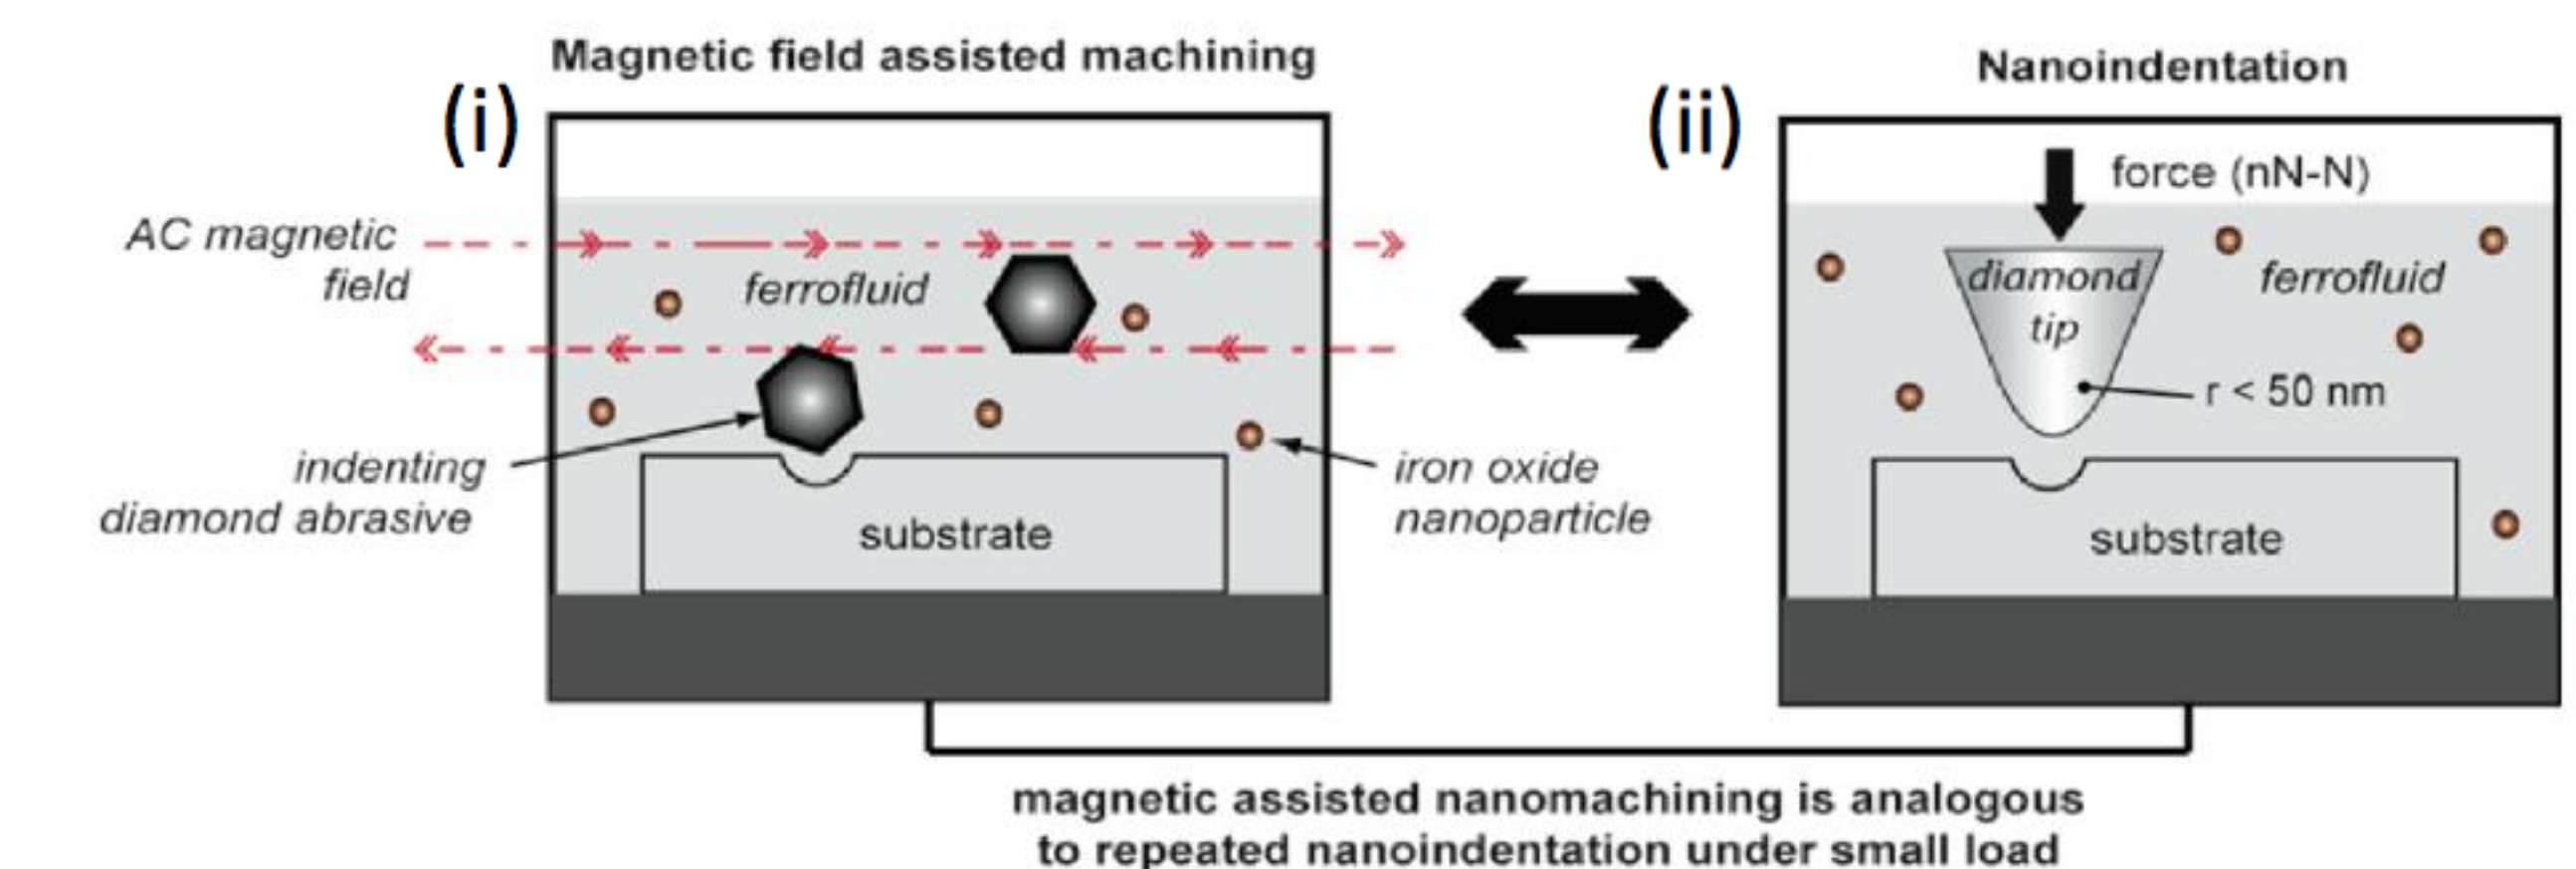 Magnetic field assisted machining
(i)
AC magnetic
field
ferrofluid
indenting
diamond abrasive
substrate
iron oxide
nanoparticle
Nanoindentation
(ii)
force (nN-N)
diamond
tip
ferrofluid
r < 50 nm
substrate
magnetic assisted nanomachining is analogous
to repeated nanoindentation under small load